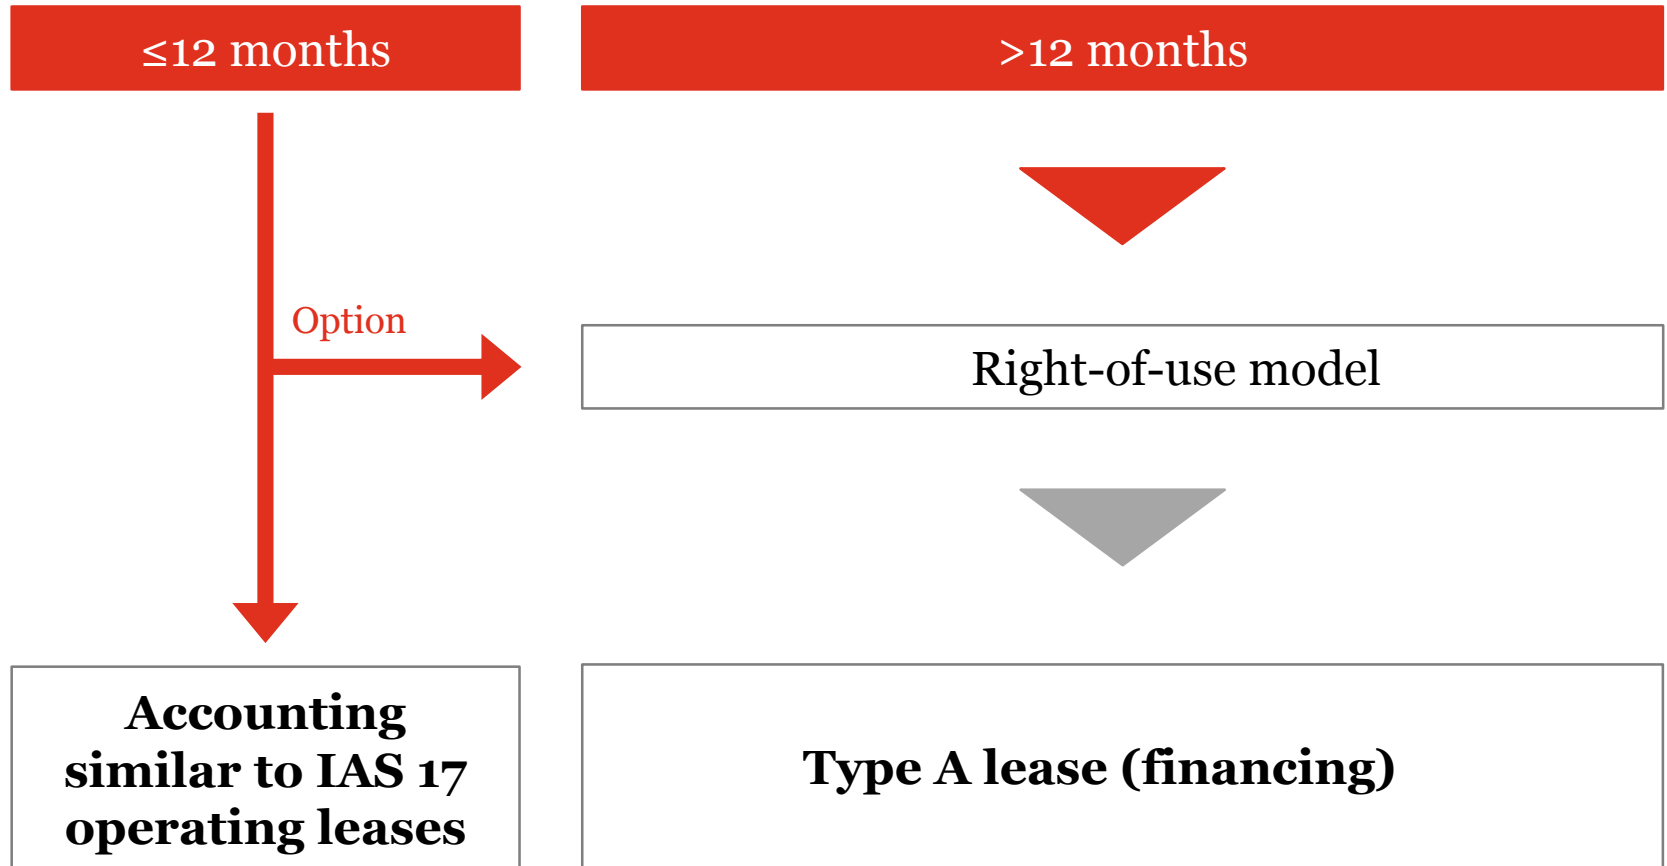 ≤12 months
>12 months
Option
Right-of-use model
Accounting
similar to IAS 17
operating leases
Type A lease (financing)